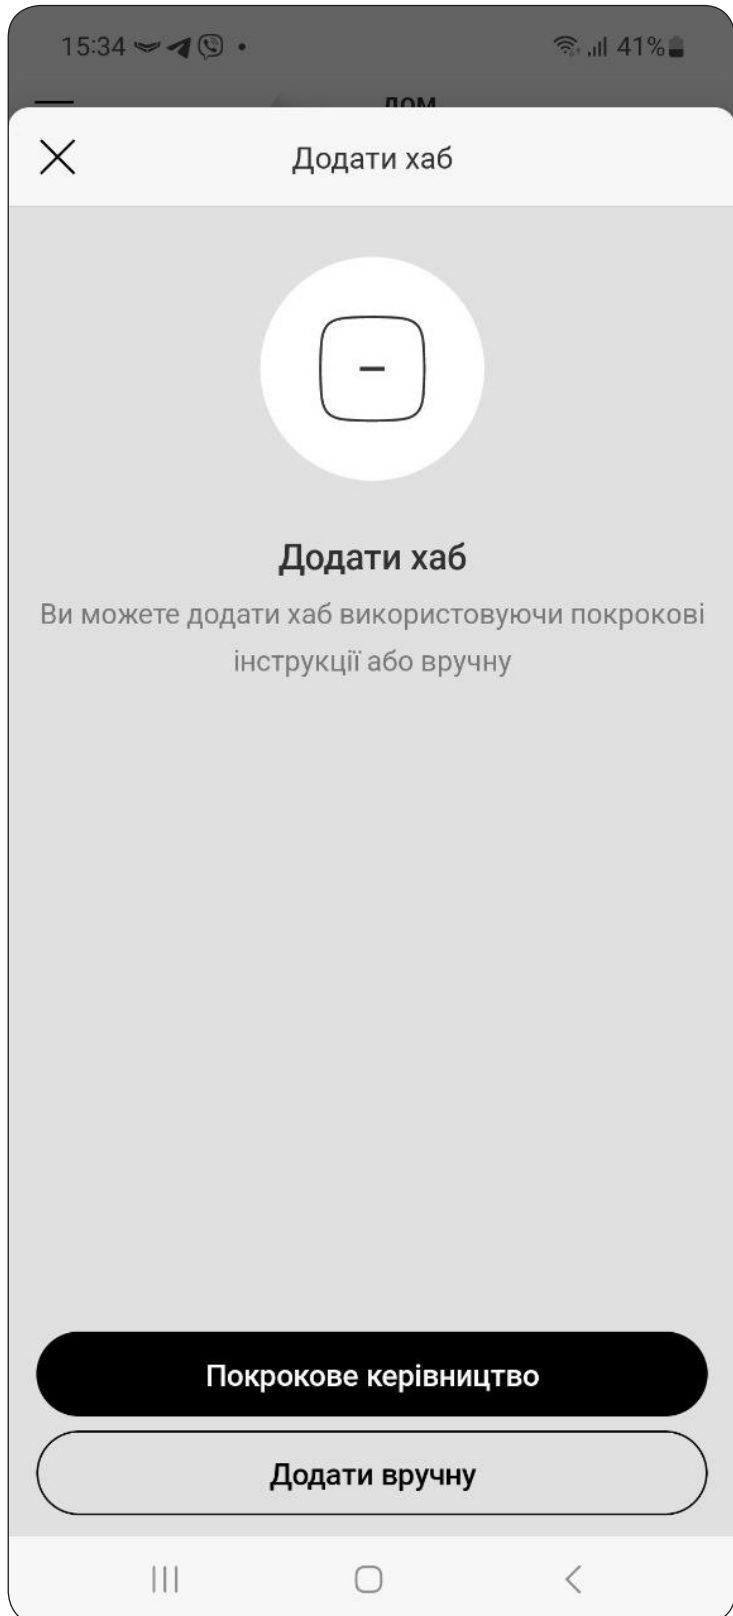 15:34
41%
дом
Додати хаб
Додати хаб
Ви можете додати хаб використовуючи покрокові
інструкції або вручну
Покрокове керівництво
Додати вручну